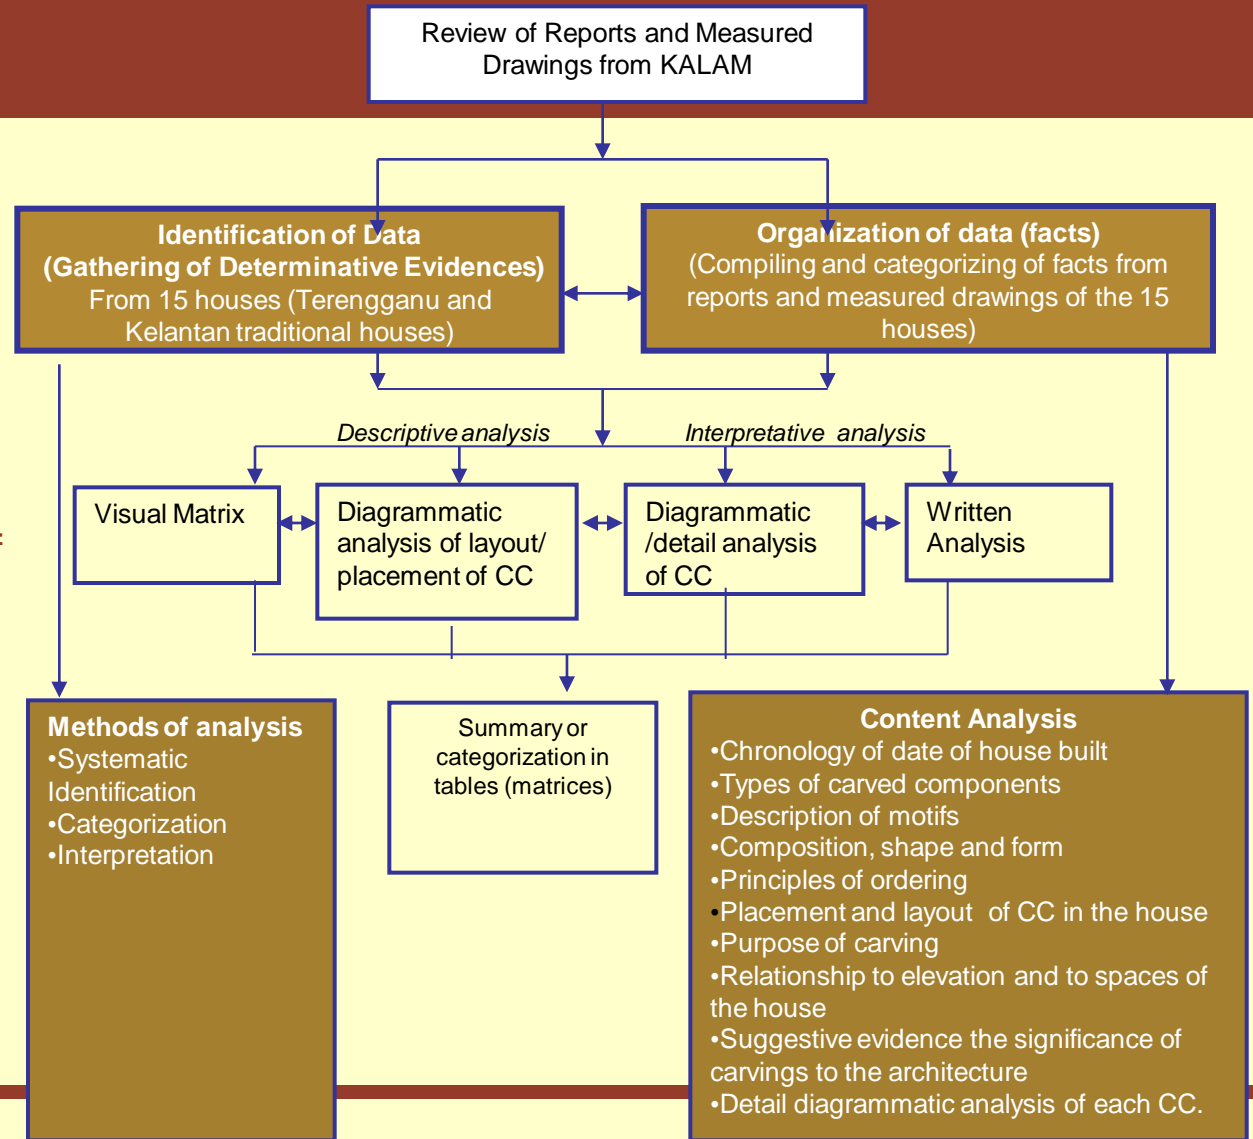 Review of Reports and Measured
Drawings from KALAM
Identification of Data
(Gathering of Determinative Evidences)
From 15 houses (Terengganu and
Kelantan traditional houses)
Organization of data (facts)
(Compiling and categorizing of facts from
reports and measured drawings of the 15
houses)
Descriptive analysis
Interpretative analysis
Visual Matrix
Diagrammatic
analysis of layout/
placement of CC
Diagrammatic
/detail analysis
of CC
Written
Analysis
Methods of analysis
•Systematic
Identification
•Categorization
•Interpretation
Summary or
categorization in
tables (matrices)
Content Analysis
•Chronology of date of house built
•Types of carved components
•Description of motifs
•Composition, shape and form
•Principles of ordering
•Placement and layout of CC in the house
•Purpose of carving
•Relationship to elevation and to spaces of
the house
•Suggestive evidence the significance of
carvings to the architecture
•Detail diagrammatic analysis of each CC.